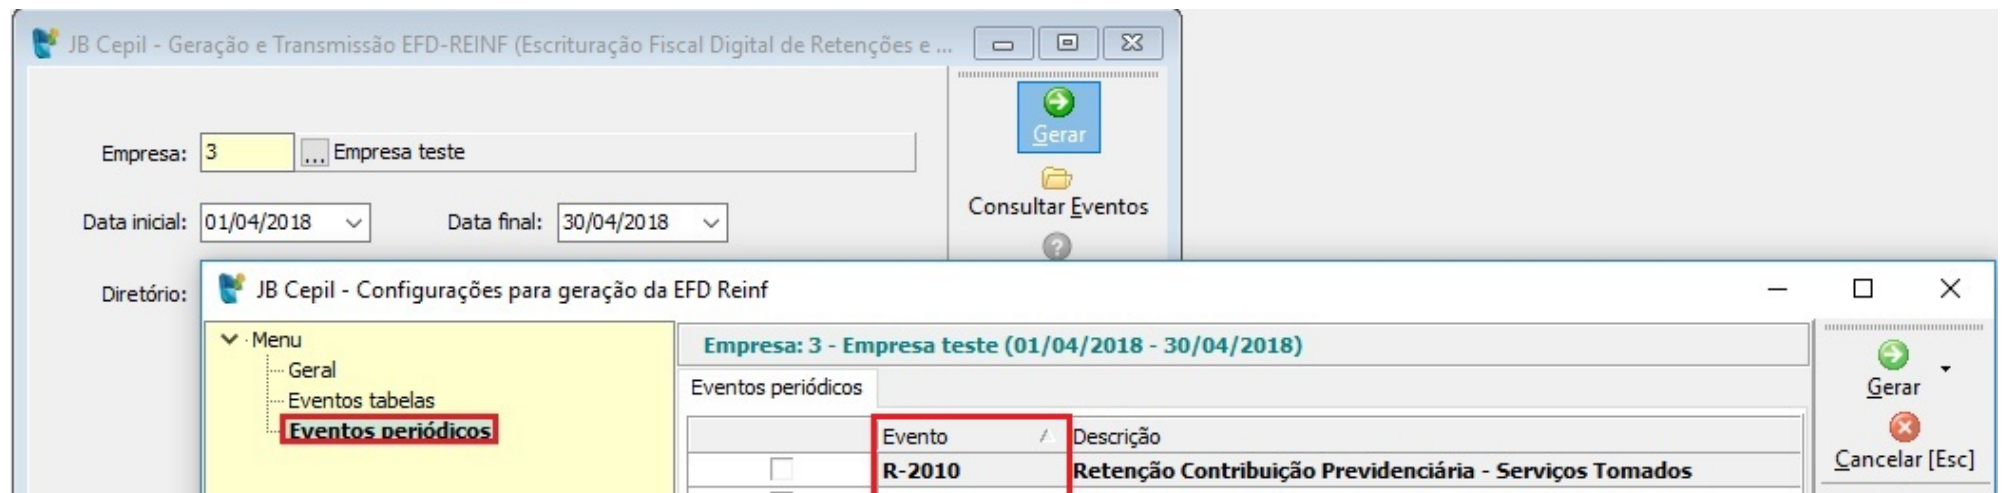 JB Cepil - Geração e Transmissão EFD-REINF (Escrituração Fiscal Digital de Retenções e ...
Gerar
Empresa: 3 ... Empresa teste
Consultar Eventos
Data inicial: 01/04/2018 Data final: 30/04/2018
?
Diretório:
JB Cepil - Configurações para geração da EFD Reinf
Menu
Geral
Eventos tabelas
Eventos periódicos
Empresa: 3 - Empresa teste (01/04/2018 - 30/04/2018)
Eventos periódicos
Evento Descrição
R-2010 Retenção Contribuição Previdenciária - Serviços Tomados
Gerar
Cancelar [Esc]